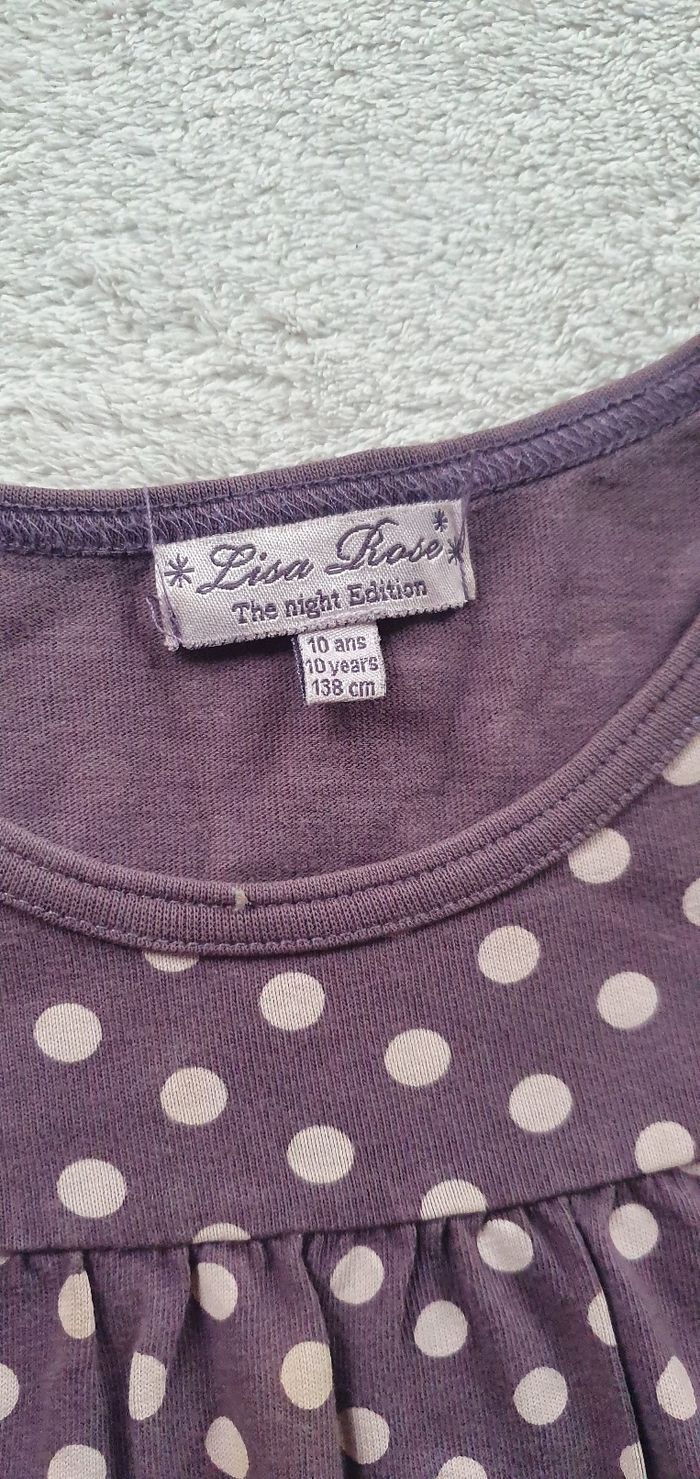 Lisa Rose
The night Edition
10 ans
10 years
138 cm